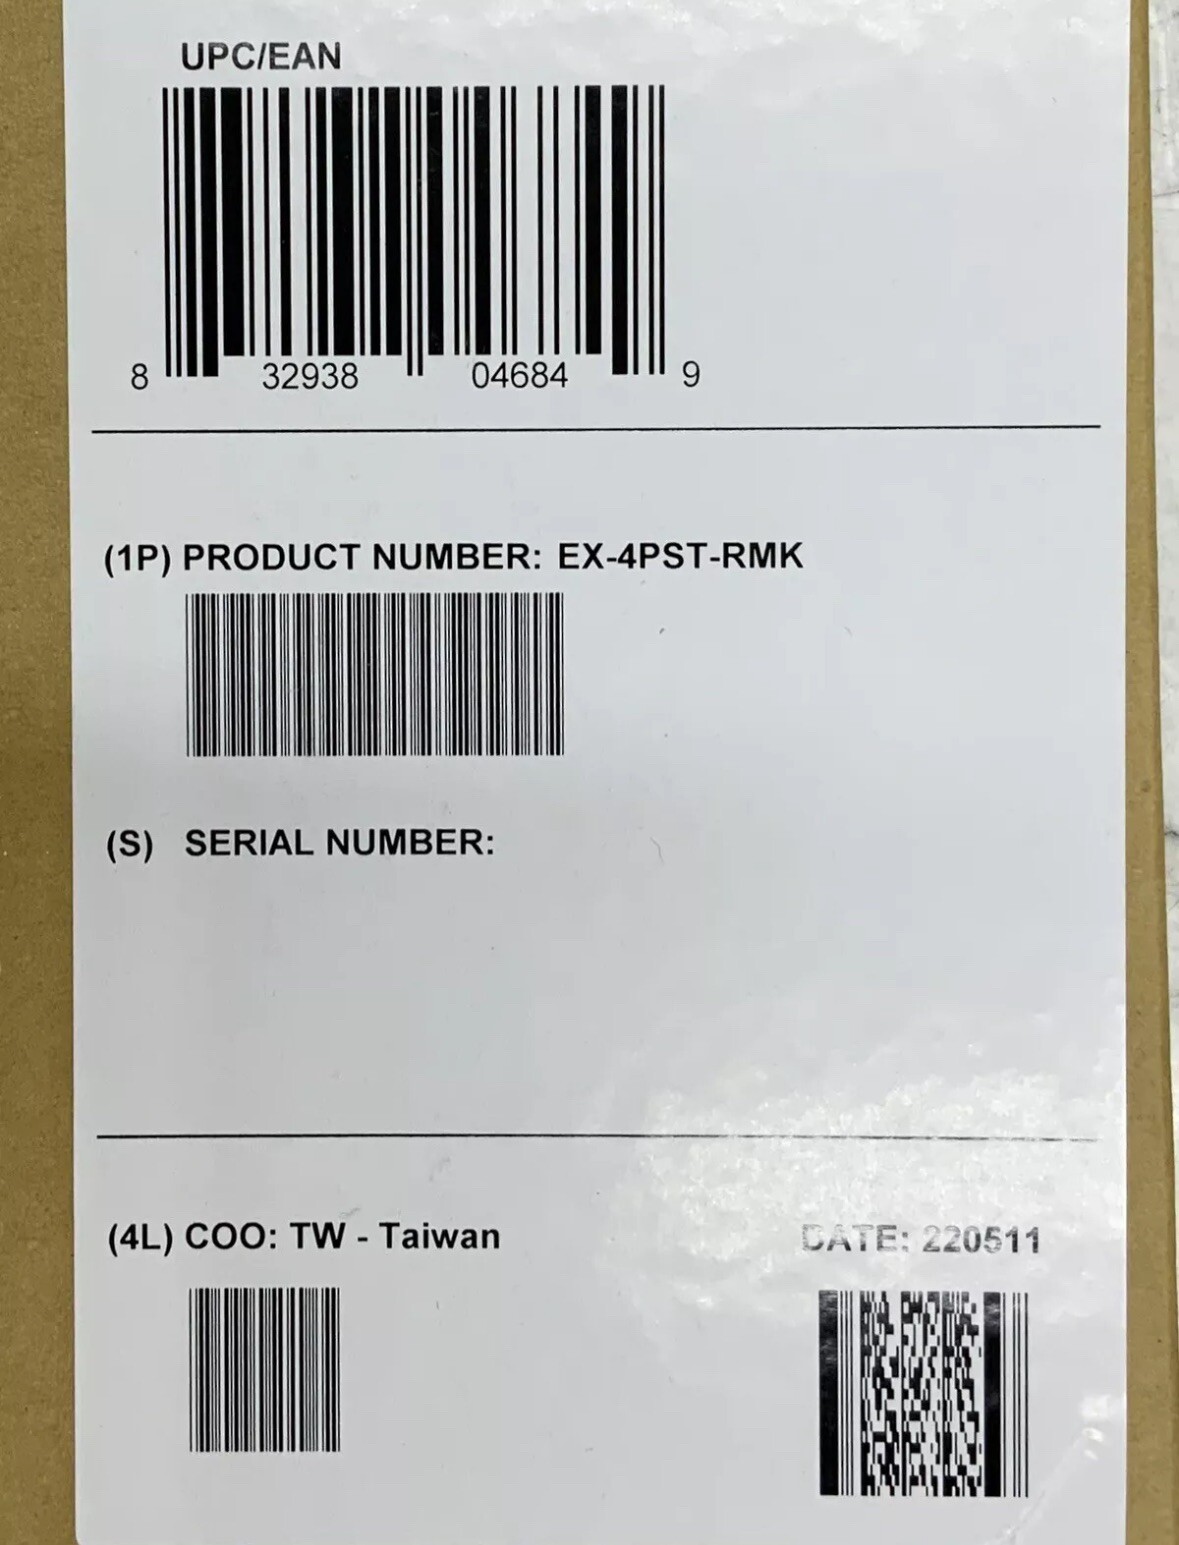 UPC/EAN
8 32938 04684 9
(1P) PRODUCT NUMBER: EX-4PST-RMK
(S) SERIAL NUMBER:
(4L) COO: TW - Taiwan
DATE: 220511